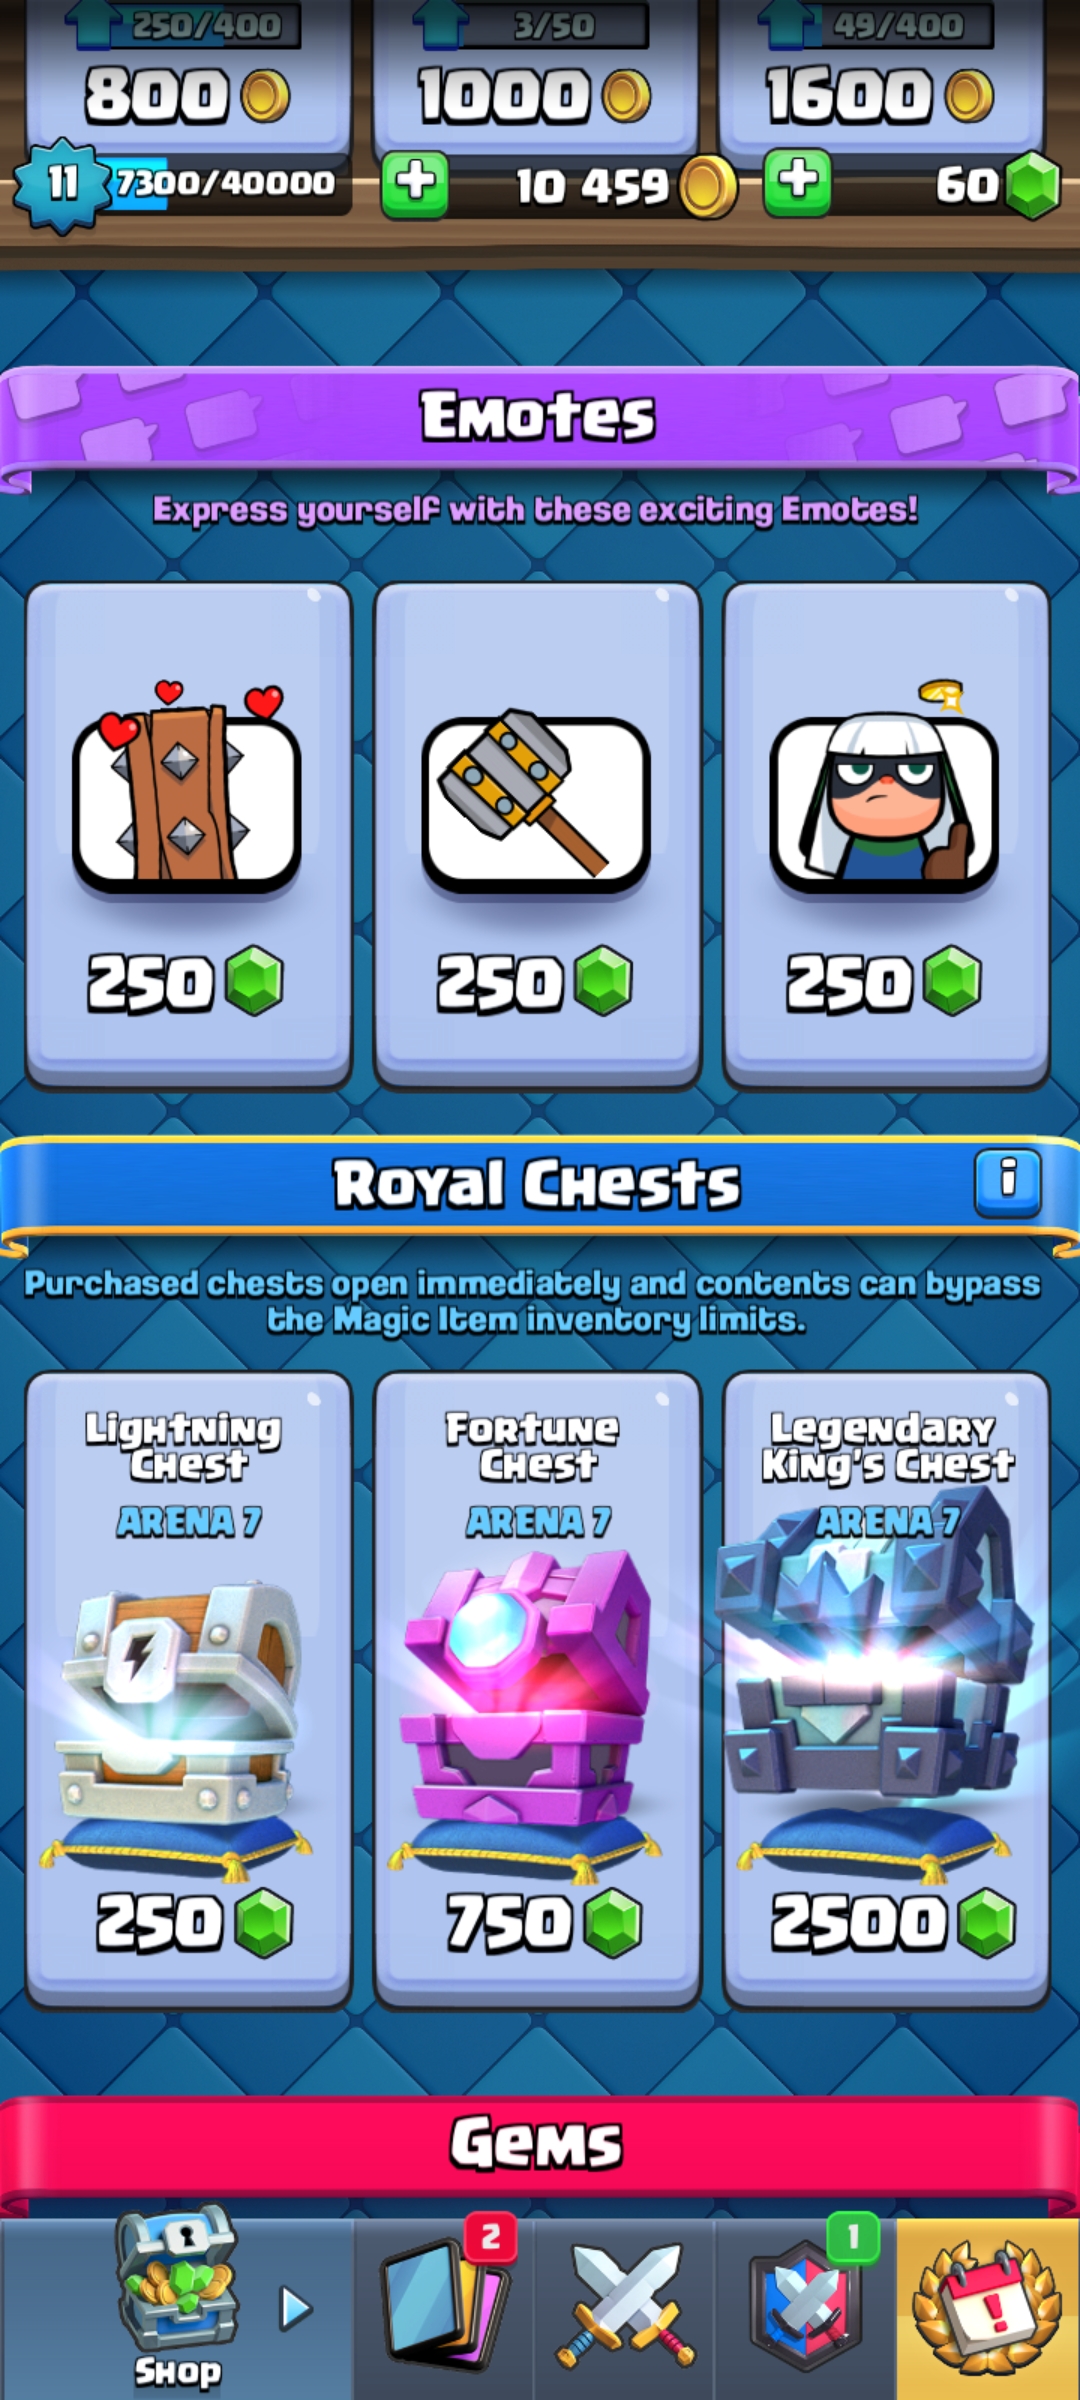 250/400 3/50 49/400
800 1000 1600
11 7300/40000 10 459 60
Emotes
Express yourself with these exciting Emotes!
250 250 250
Royal Chests
i
Purchased chests open immediately and contents can bypass
the Magic Item inventory limits.
Lightning
Chest
ARENA 7
Fortune
Chest
ARENA 7
Legendary
King's Chest
ARENA 7
250 750 2500
Gems
2
1
!
Shop